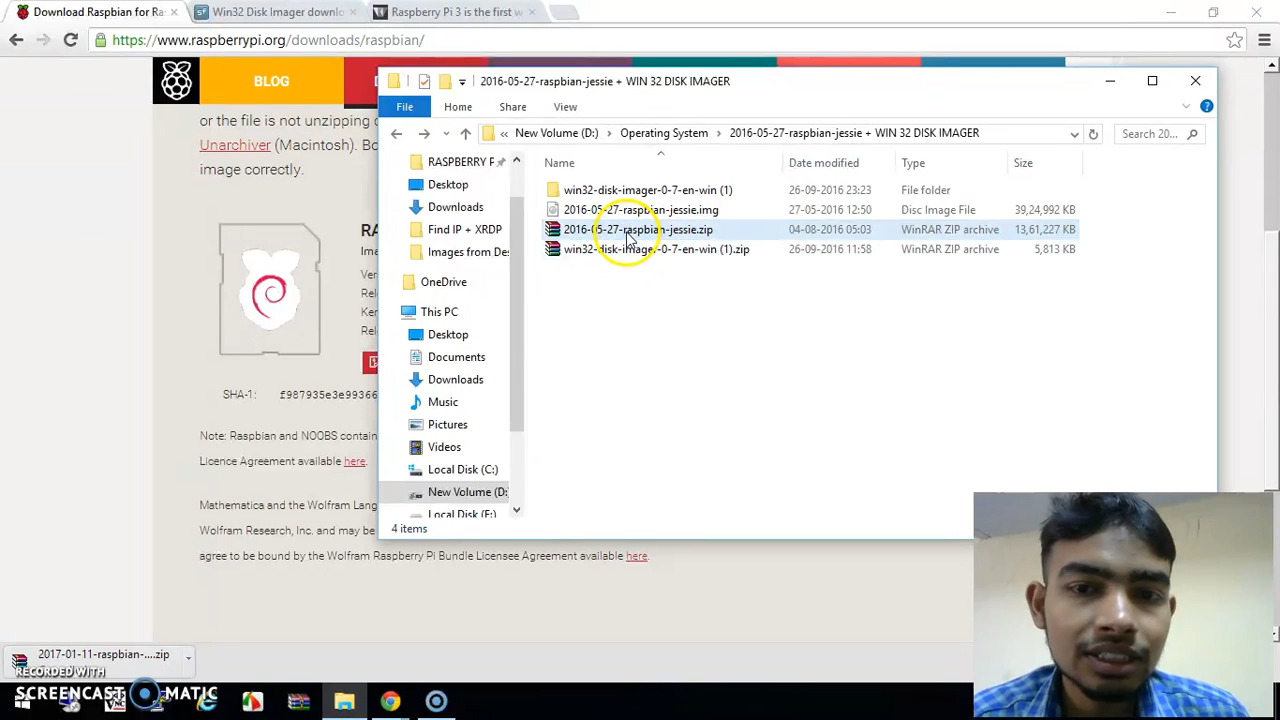 Download Raspbian for Ra
Win32 Disk Imager downlo
Raspberry Pi 3 is the first w
https://www.raspberrypi.org/downloads/raspbian/
BLOG
D
or the file is not unzipping c
Unarchiver (Macintosh). Bo
image correctly.
RA
Ima
Ver
Rel
Ker
Rel
SHA-1: f987935e3e99366
Note: Raspbian and NOOBS contain
Licence Agreement available here.
Mathematica and the Wolfram Lang
Wolfram Research, Inc. and may be
agree to be bound by the Wolfram Raspberry Pi Bundle Licensee Agreement available here.
2016-05-27-raspbian-jessie + WIN 32 DISK IMAGER
File Home Share View
« New Volume (D:) › Operating System › 2016-05-27-raspbian-jessie + WIN 32 DISK IMAGER
Search 20...
RASPBERRY P
Desktop
Downloads
Find IP + XRDP
Images from Des
OneDrive
This PC
Desktop
Documents
Downloads
Music
Pictures
Videos
Local Disk (C:)
New Volume (D:
Local Disk (F:)
Name Date modified Type Size
win32-disk-imager-0-7-en-win (1) 26-09-2016 23:23 File folder
2016-05-27-raspbian-jessie.img 27-05-2016 12:50 Disc Image File 39,24,992 KB
2016-05-27-raspbian-jessie.zip 04-08-2016 05:03 WinRAR ZIP archive 13,61,227 KB
win32-disk-imager-0-7-en-win (1).zip 26-09-2016 11:58 WinRAR ZIP archive 5,813 KB
4 items
2017-01-11-raspbian-....zip
RECORDED WITH
SCREENCAST MATIC